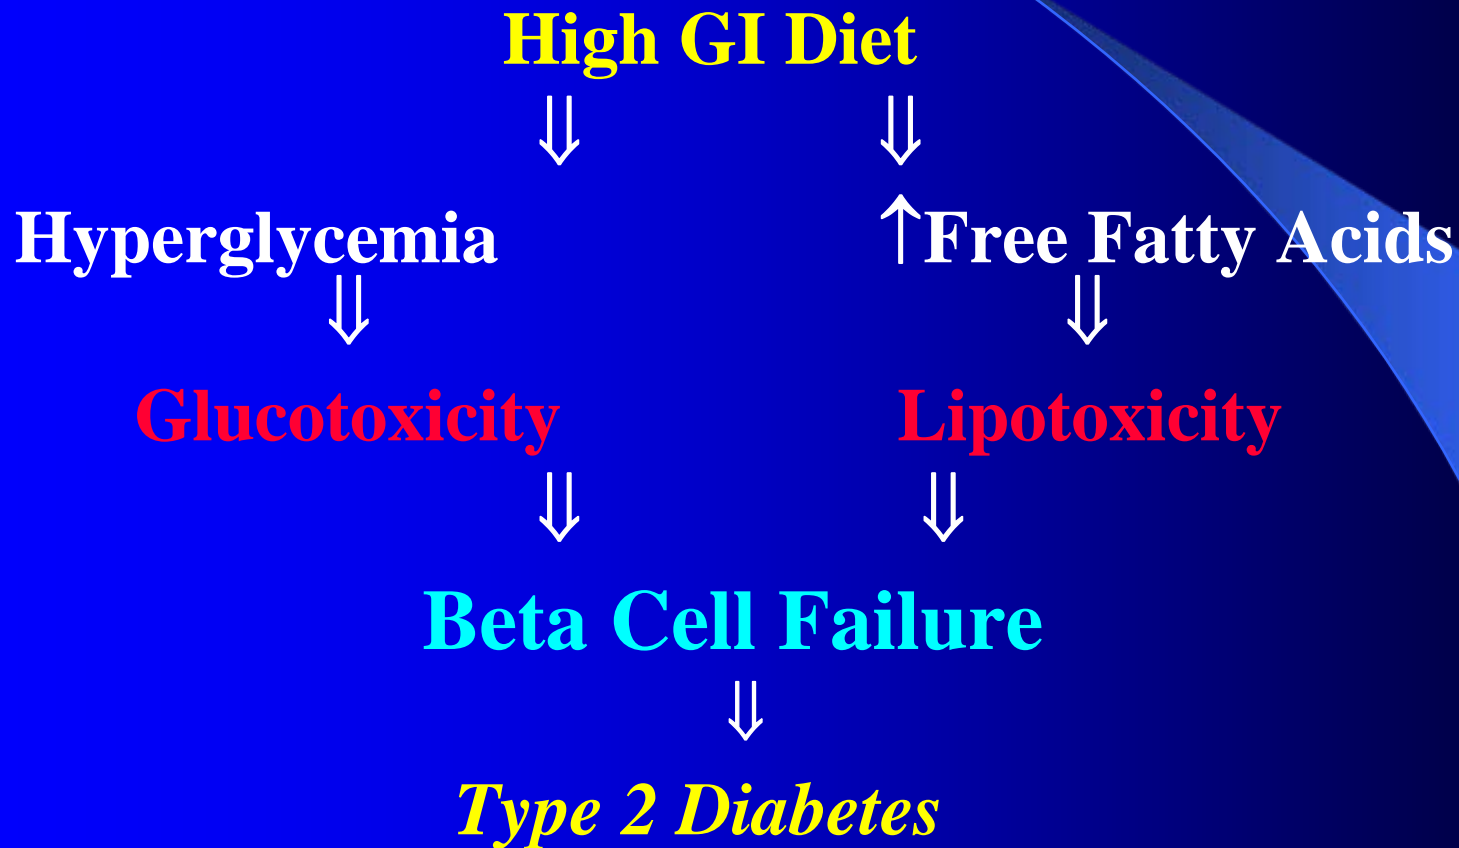 High GI Diet
⇓ ⇓
Hyperglycemia ↑Free Fatty Acids
⇓ ⇓
Glucotoxicity Lipotoxicity
⇓ ⇓
Beta Cell Failure
⇓
Type 2 Diabetes